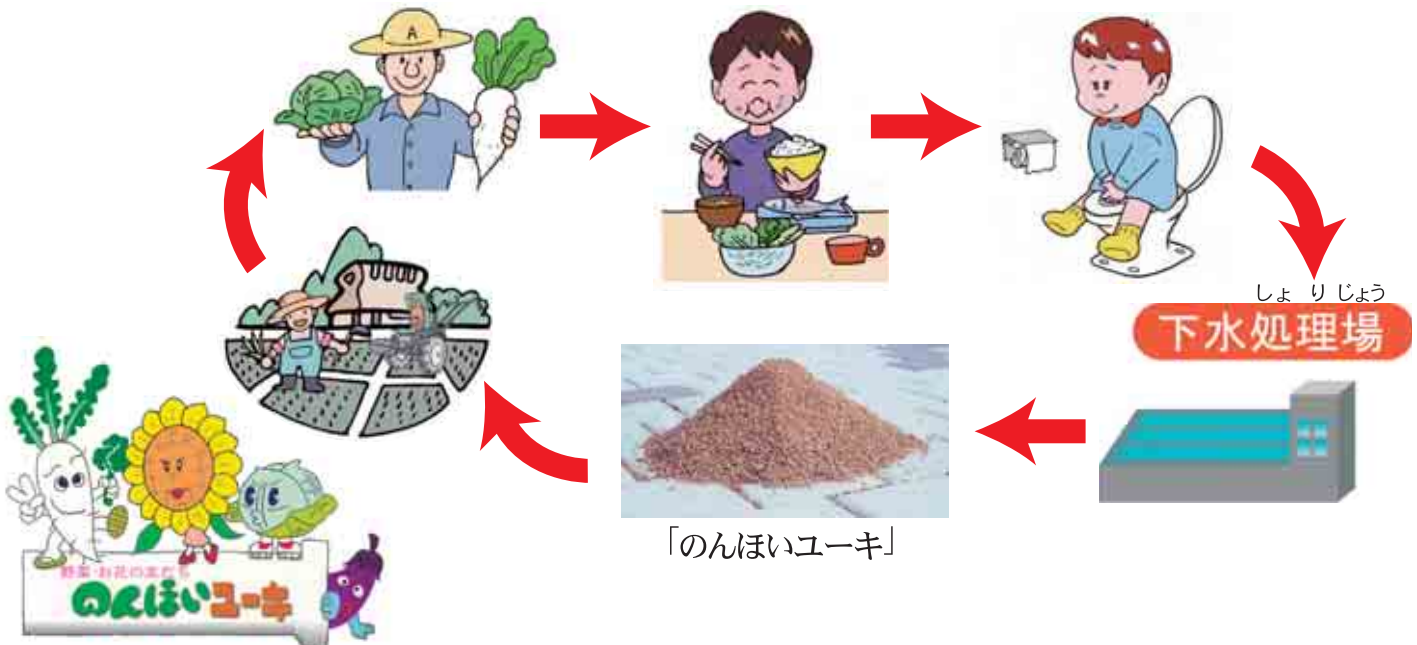 A
しょ り じょう
下水処理場
「のんほいユーキ」
野菜・お花の友だち
のんほいユーキ